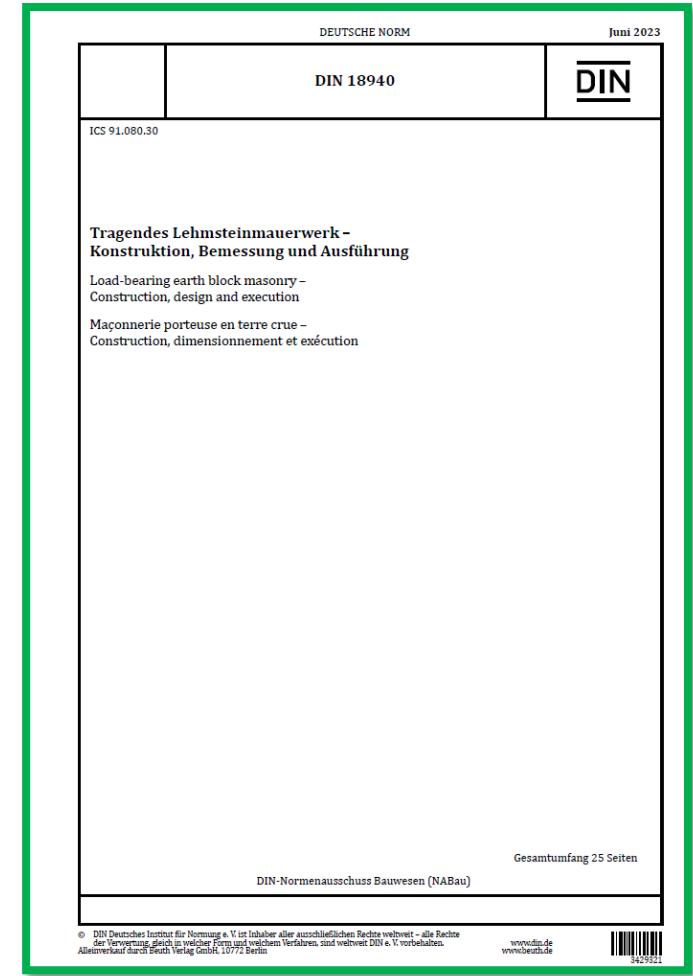 DEUTSCHE NORM
Juni 2023
DIN 18940
DIN
ICS 91.080.30
Tragendes Lehmsteinmauerwerk –
Konstruktion, Bemessung und Ausführung
Load-bearing earth block masonry –
Construction, design and execution
Maçonnerie porteuse en terre crue –
Construction, dimensionnement et exécution
Gesamtumfang 25 Seiten
DIN-Normenausschuss Bauwesen (NABau)
© DIN Deutsches Institut für Normung e. V. ist Inhaber aller ausschließlichen Rechte weltweit – alle Rechte
der Verwertung, gleich in welcher Form und welchem Verfahren, sind weltweit DIN e. V. vorbehalten.
Alleinverkauf durch Beuth Verlag GmbH, 10772 Berlin
www.din.de
www.beuth.de
3429321